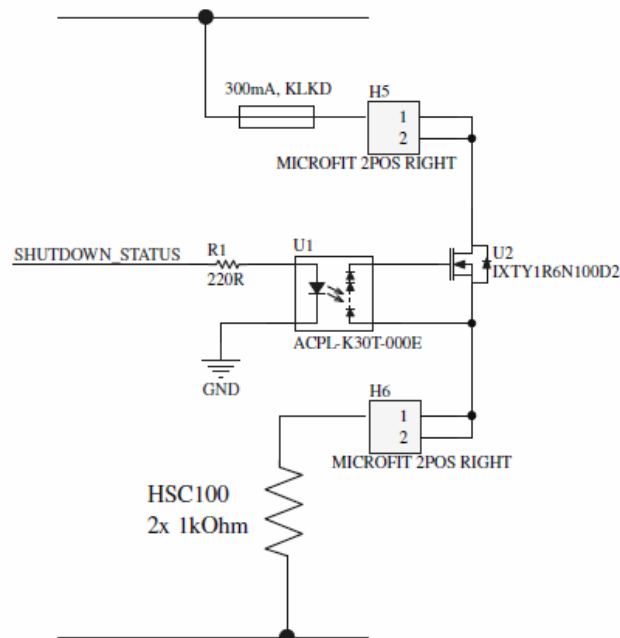 300mA, KLKD
H5
1
2
MICROFIT 2POS RIGHT
SHUTDOWN_STATUS
R1
220R
U1
U2
IXTY1R6N100D2
ACPL-K30T-000E
GND
H6
1
2
MICROFIT 2POS RIGHT
HSC100
2x 1kOhm